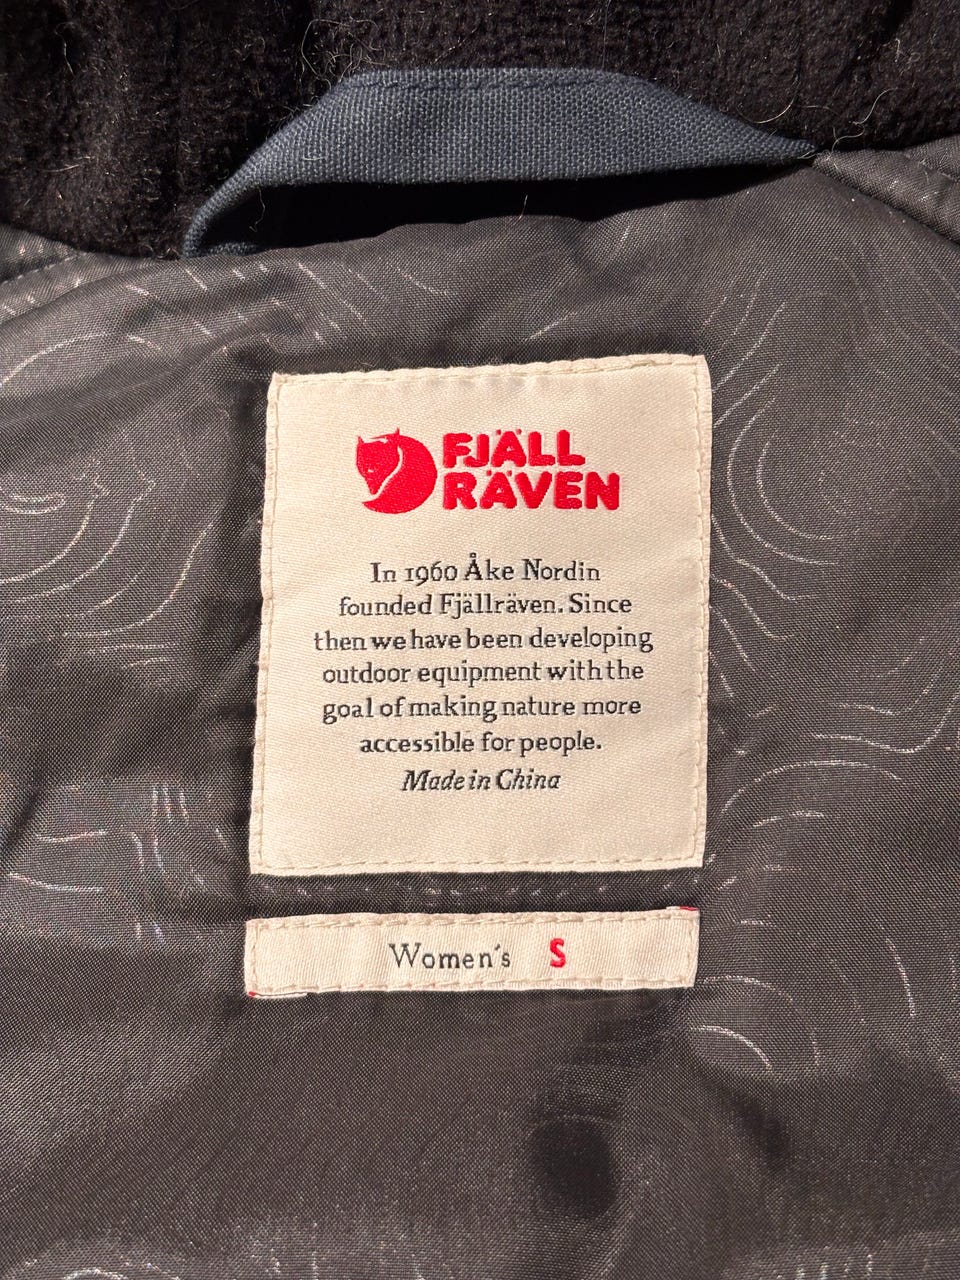 FJÄLL
RÄVEN
In 1960 Åke Nordin
founded Fjällräven. Since
then we have been developing
outdoor equipment with the
goal of making nature more
accessible for people.
Made in China
Women's S